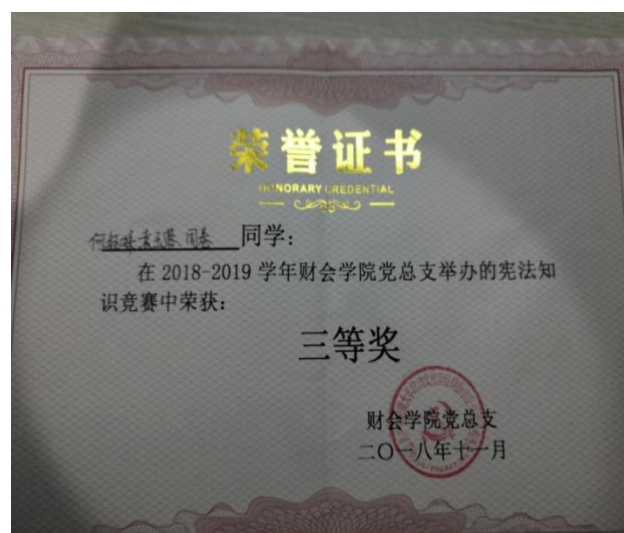 荣誉证书
HONORARY CREDENTIAL
同学：
在 2018-2019 学年财会学院党总支举办的宪法知
识竞赛中荣获：
三等奖
财会学院党总支
二〇一八年十一月